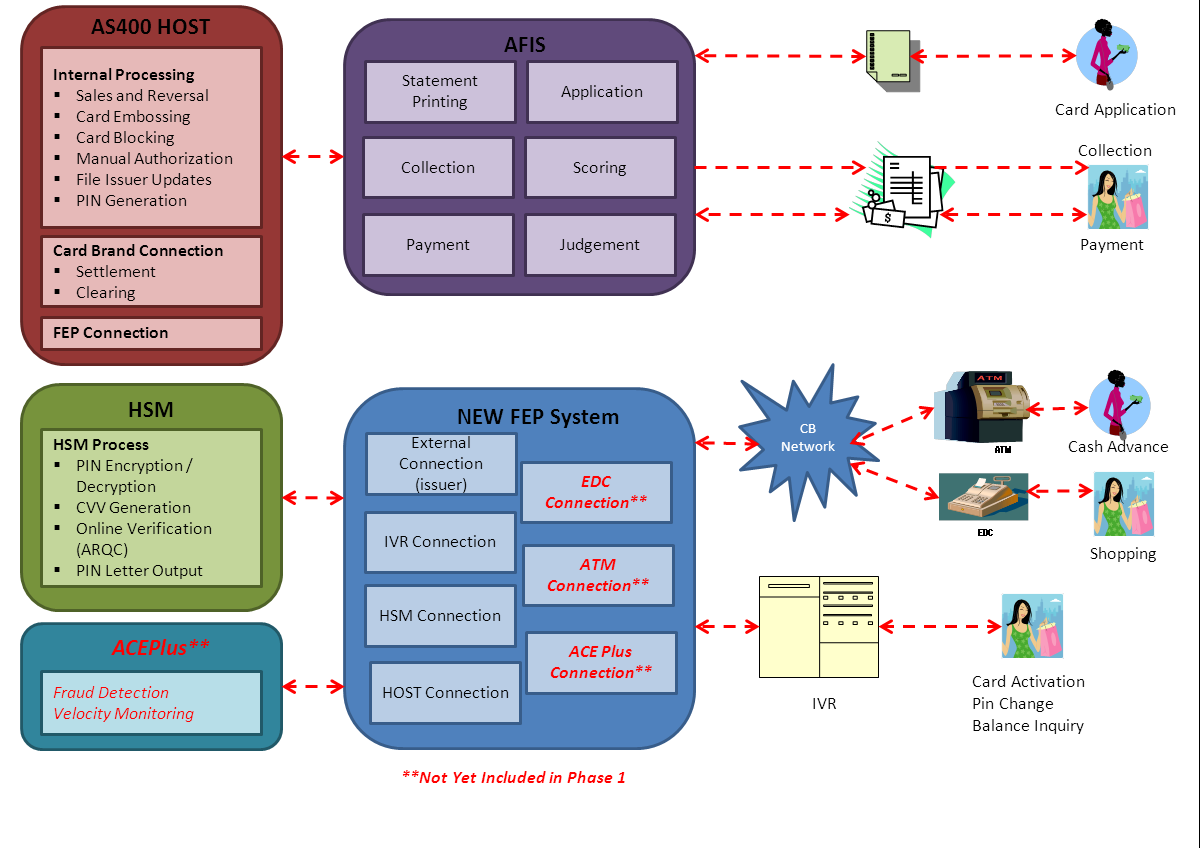 AS400 HOST
Internal Processing
▪ Sales and Reversal
▪ Card Embossing
▪ Card Blocking
▪ Manual Authorization
▪ File Issuer Updates
▪ PIN Generation
Card Brand Connection
▪ Settlement
▪ Clearing
FEP Connection
AFIS
Statement
Printing
Application
Collection
Scoring
Payment
Judgement
Card Application
Collection
$
Payment
HSM
HSM Process
▪ PIN Encryption /
Decryption
▪ CVV Generation
▪ Online Verification
(ARQC)
▪ PIN Letter Output
ACEPlus**
Fraud Detection
Velocity Monitoring
NEW FEP System
External
Connection
(issuer)
EDC
Connection**
IVR Connection
ATM
Connection**
HSM Connection
ACE Plus
Connection**
HOST Connection
**Not Yet Included in Phase 1
CB
Network
ATM
ATM
Cash Advance
EDC
Shopping
IVR
Card Activation
Pin Change
Balance Inquiry